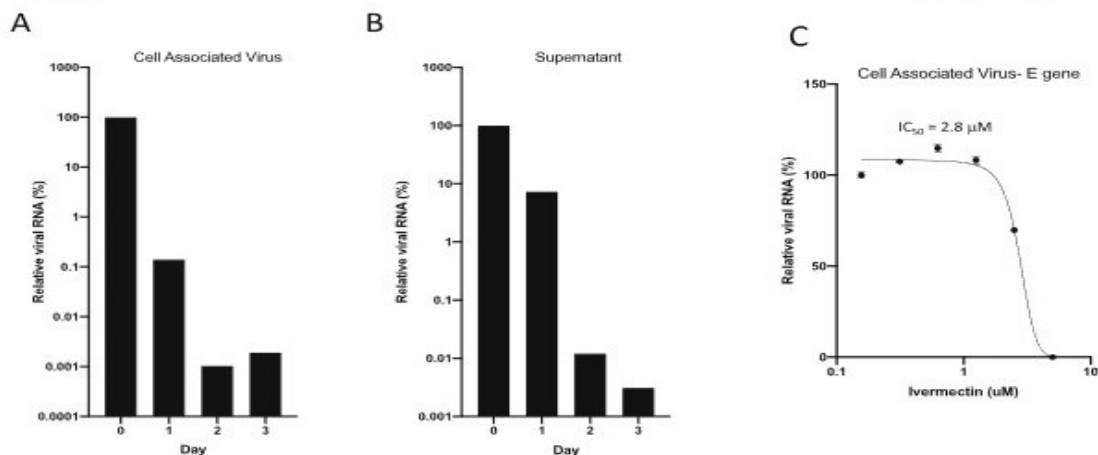 A
Cell Associated Virus
Relative viral RNA (%)
1000
100
10
1
0.1
0.01
0.001
0.0001
0 1 2 3
Day
B
Supernatant
Relative viral RNA (%)
1000
100
10
1
0.1
0.01
0.001
0 1 2 3
Day
C
Cell Associated Virus- E gene
IC₅₀ = 2.8 μM
Relative viral RNA (%)
150
100
50
0
0.1 1 10
Ivermectin (uM)